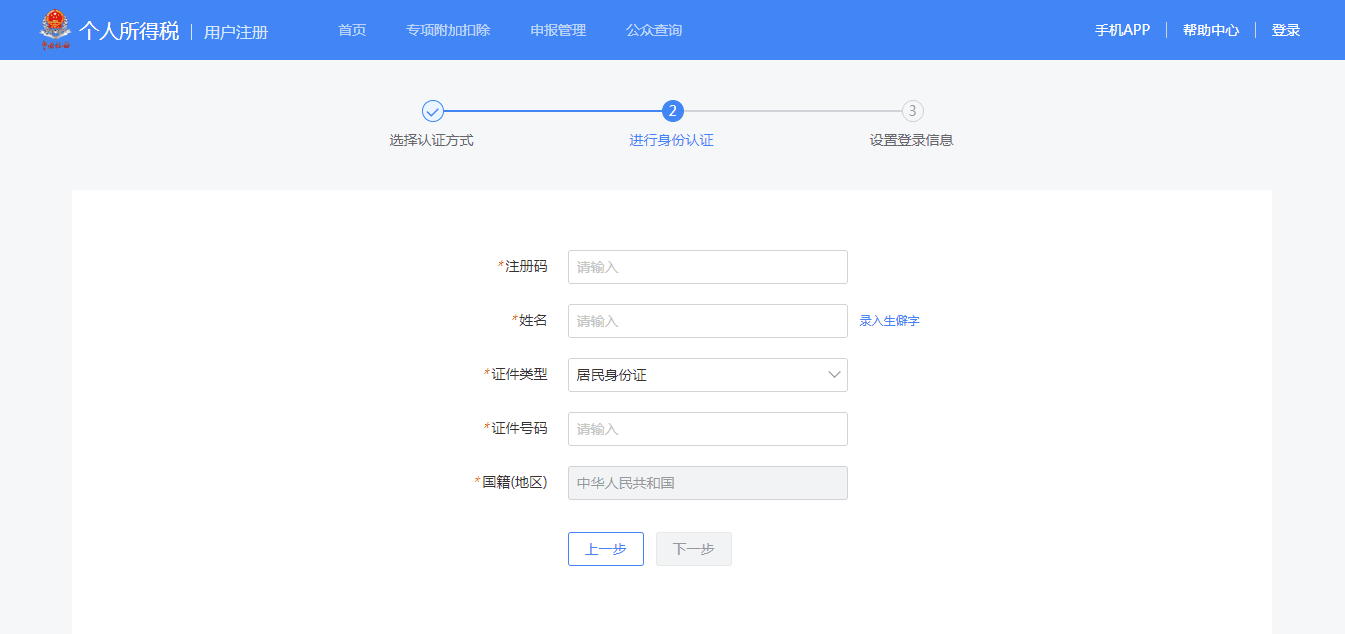 个人所得税 用户注册 首页 专项附加扣除 申报管理 公众查询 手机APP 帮助中心 登录
2 3
选择认证方式 进行身份认证 设置登录信息
*注册码 请输入
*姓名 请输入 录入生僻字
*证件类型 居民身份证
*证件号码 请输入
*国籍(地区) 中华人民共和国
上一步 下一步